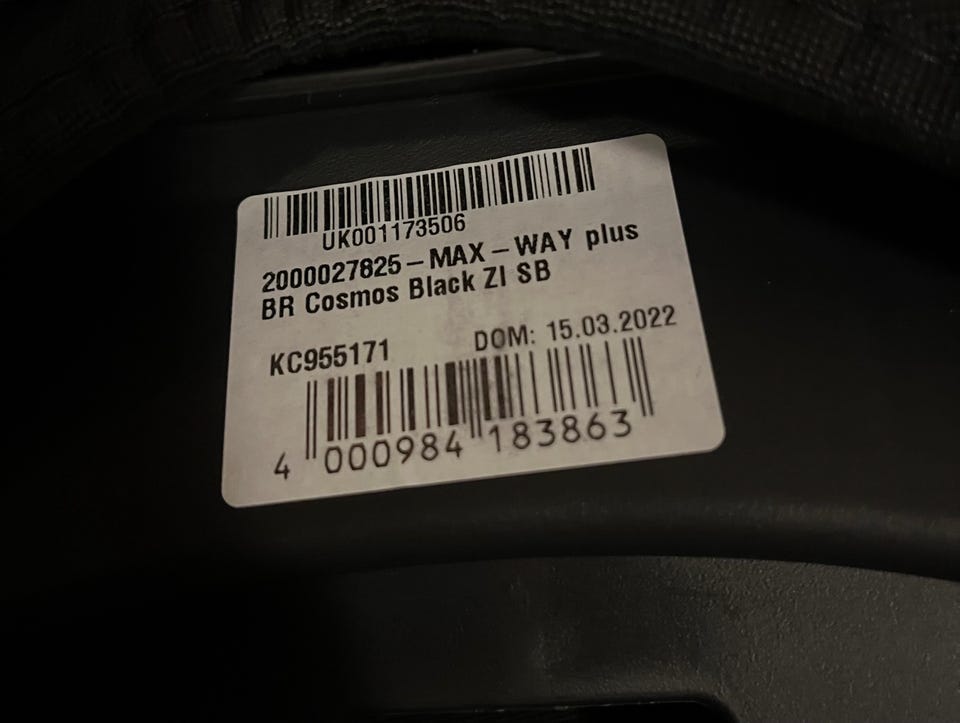 UK001173506
2000027825–MAX–WAY plus
BR Cosmos Black ZI SB
KC955171 DOM: 15.03.2022
4 000984 183863